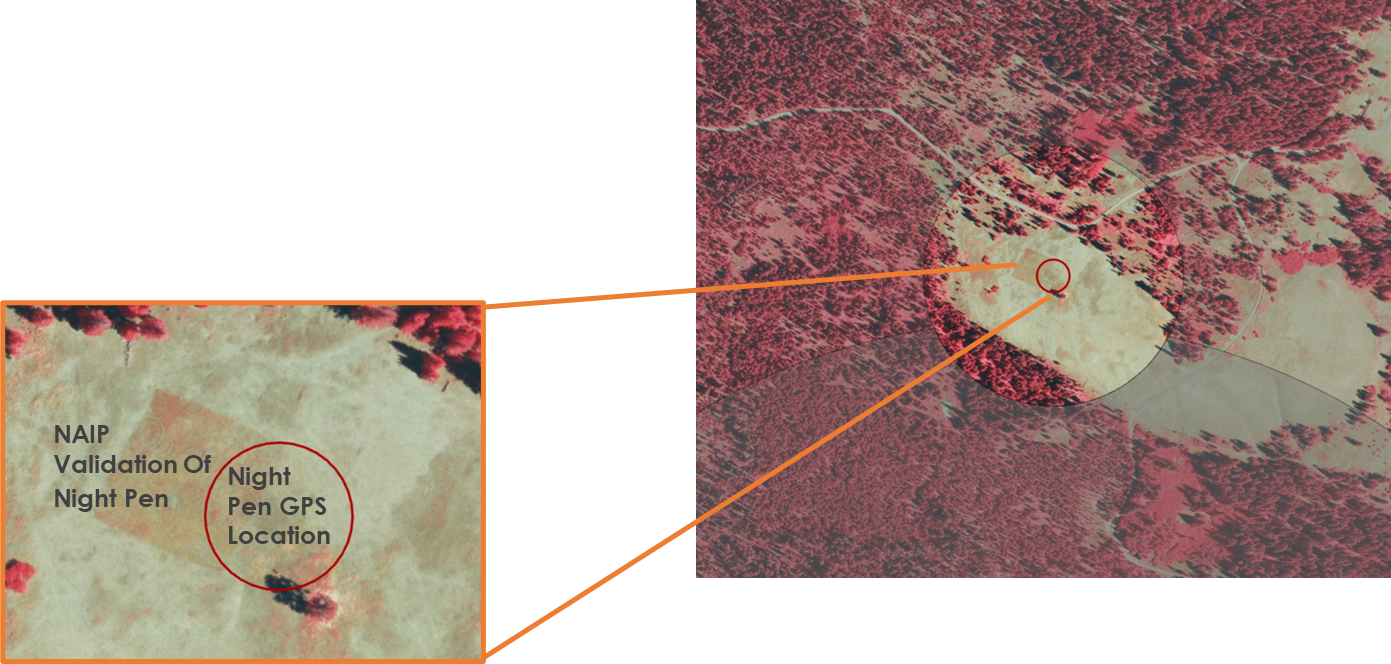 NAIP
Validation Of
Night Pen
Night
Pen GPS
Location